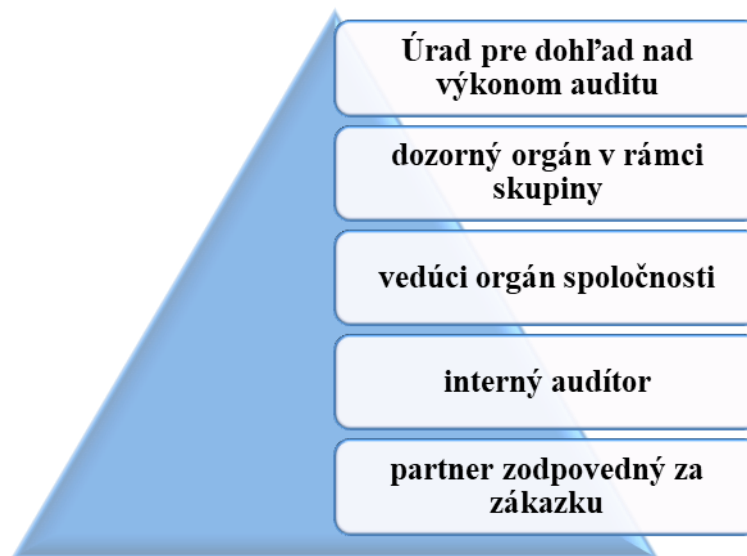 Úrad pre dohľad nad
výkonom auditu
dozorný orgán v rámci
skupiny
vedúci orgán spoločnosti
interný audítor
partner zodpovedný za
zákazku